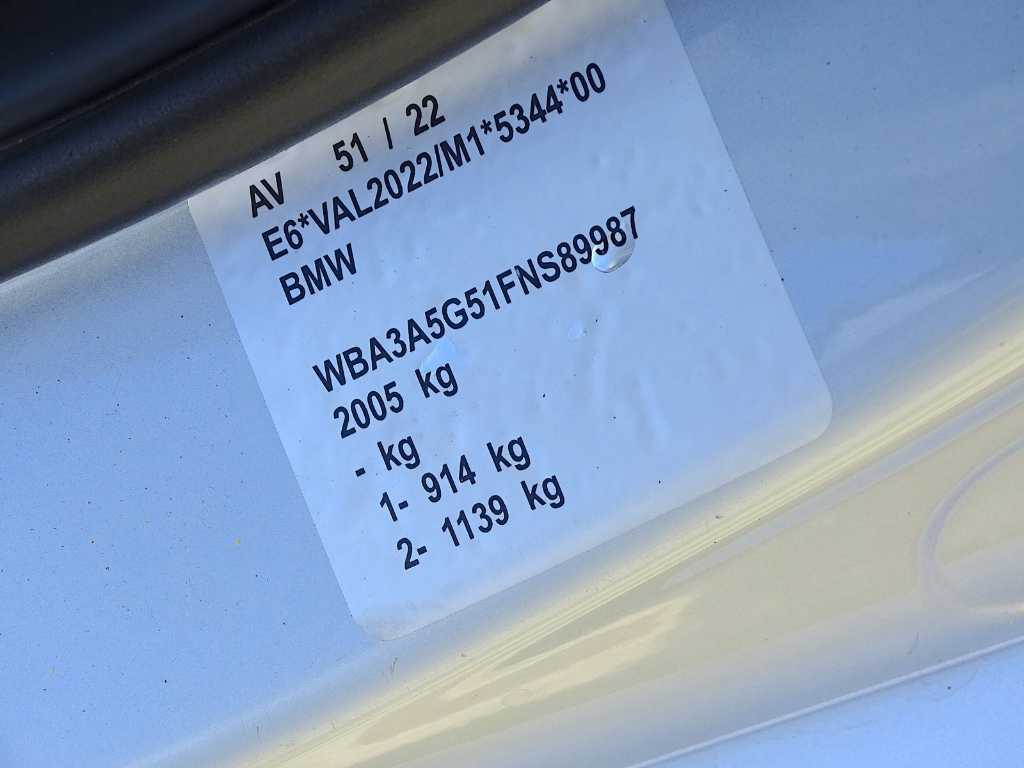 AV 51 / 22
E6*VAL2022/M1*5344*00
BMW
WBA3A5G51FNS89987
2005 kg
- kg
1- 914 kg
2- 1139 kg